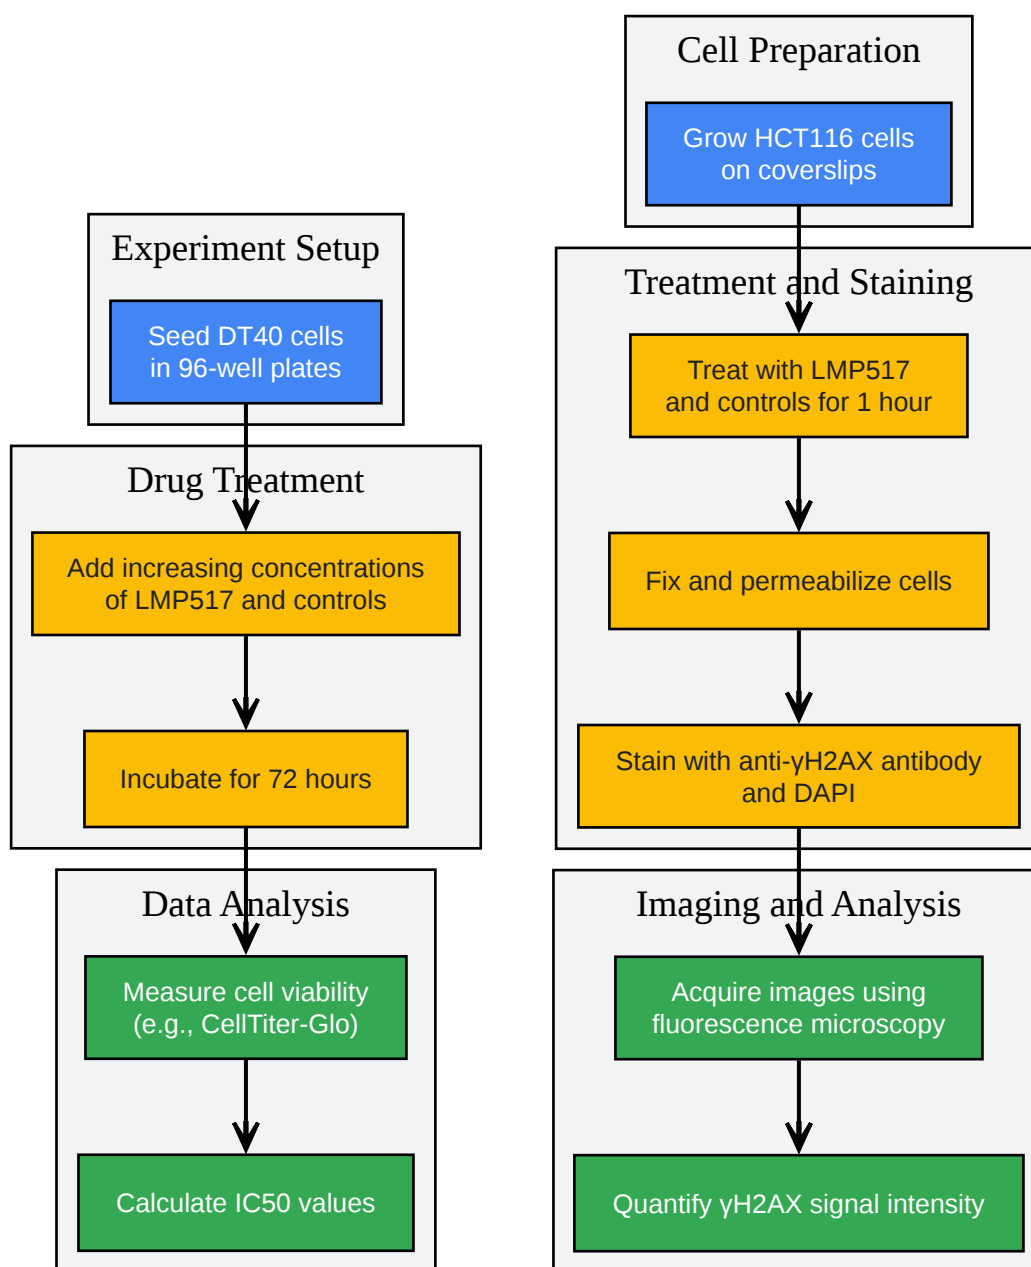 Experiment Setup
Seed DT40 cells
in 96-well plates
Drug Treatment
Add increasing concentrations
of LMP517 and controls
Incubate for 72 hours
Data Analysis
Measure cell viability
(e.g., CellTiter-Glo)
Calculate IC50 values
Cell Preparation
Grow HCT116 cells
on coverslips
Treatment and Staining
Treat with LMP517
and controls for 1 hour
Fix and permeabilize cells
Stain with anti-γH2AX antibody
and DAPI
Imaging and Analysis
Acquire images using
fluorescence microscopy
Quantify γH2AX signal intensity